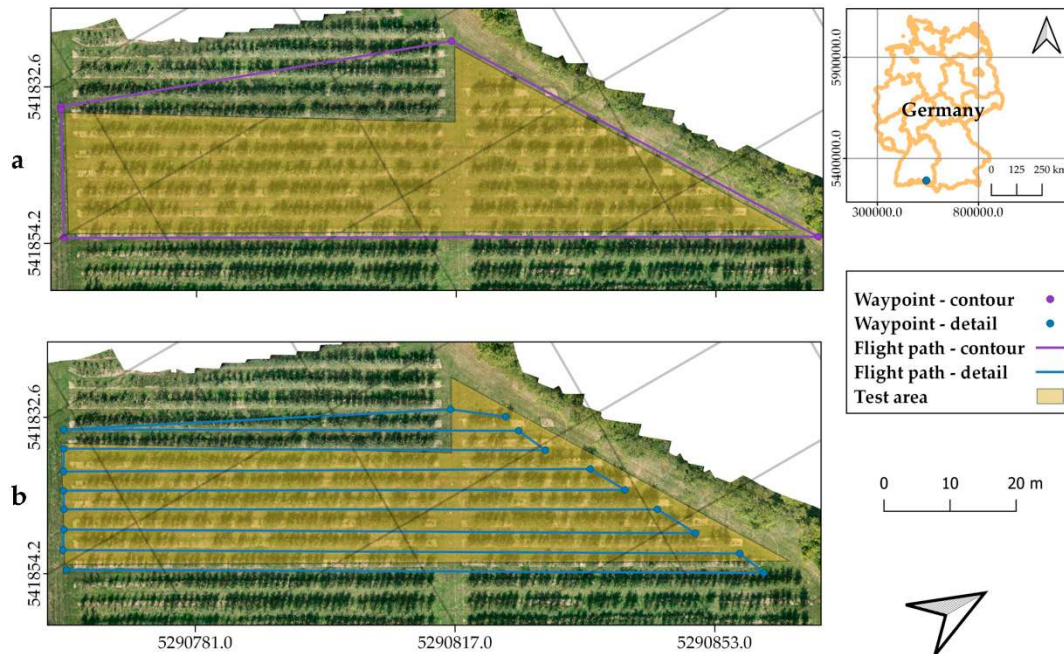 a
541832.6
541854.2
b
541832.6
541854.2
5290781.0
5290817.0
5290853.0
5900000.0
5400000.0
Germany
0 125 250 km
300000.0
800000.0
Waypoint - contour
Waypoint - detail
Flight path - contour
Flight path - detail
Test area
0 10 20 m